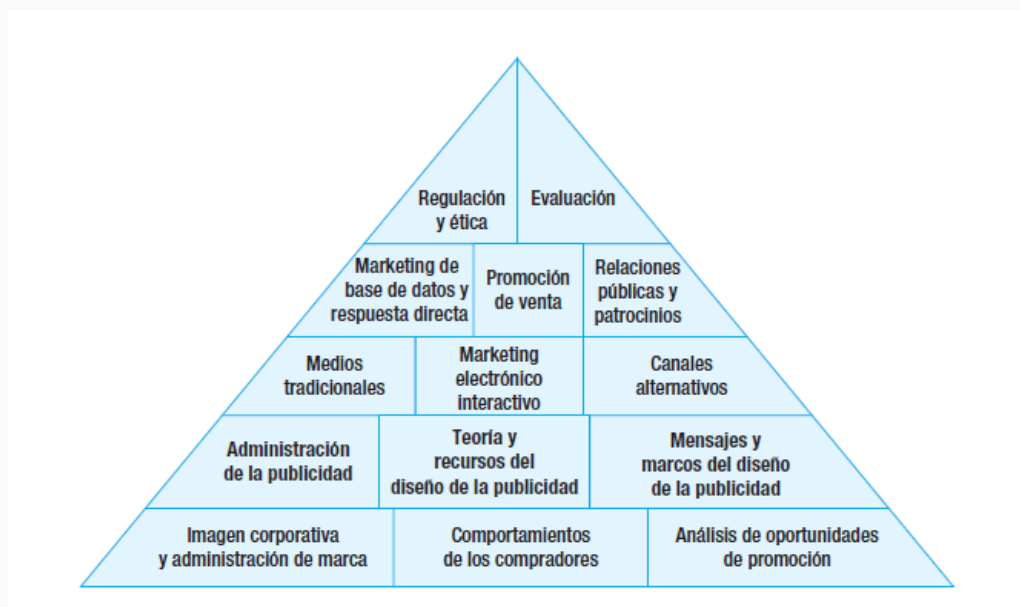 Regulación
y ética
Evaluación
Marketing de
base de datos y
respuesta directa
Promoción
de venta
Relaciones
públicas y
patrocinios
Medios
tradicionales
Marketing
electrónico
interactivo
Canales
alternativos
Administración
de la publicidad
Teoría y
recursos del
diseño de la publicidad
Mensajes y
marcos del diseño
de la publicidad
Imagen corporativa
y administración de marca
Comportamientos
de los compradores
Análisis de oportunidades
de promoción